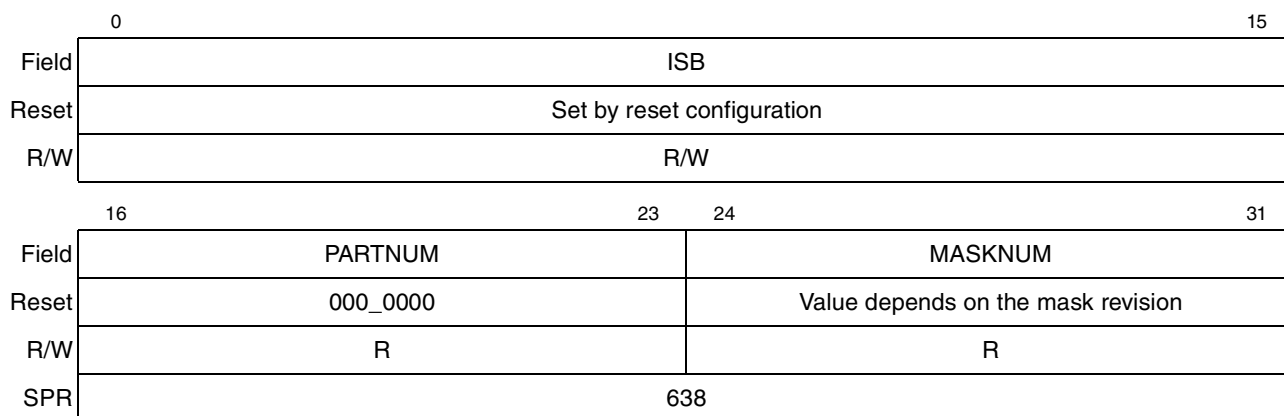 0 15
Field ISB
Reset Set by reset configuration
R/W R/W
16 23 24 31
Field PARTNUM MASKNUM
Reset 000_0000 Value depends on the mask revision
R/W R R
SPR 638